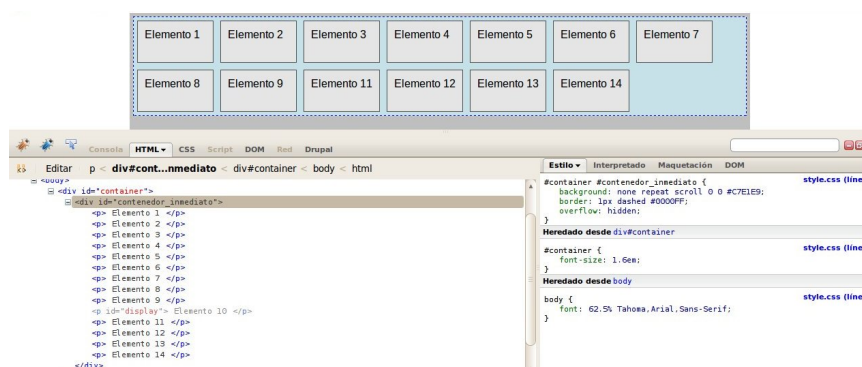 Elemento 1 Elemento 2 Elemento 3 Elemento 4 Elemento 5 Elemento 6 Elemento 7
Elemento 8 Elemento 9 Elemento 11 Elemento 12 Elemento 13 Elemento 14
Consola HTML CSS Script DOM Red Drupal
Editar p < div#cont...nmediato < div#container < body < html
Estilo Interpretado Maquetación DOM
<body>
<div id="container">
<div id="contenedor_inmediato">
<p> Elemento 1 </p>
<p> Elemento 2 </p>
<p> Elemento 3 </p>
<p> Elemento 4 </p>
<p> Elemento 5 </p>
<p> Elemento 6 </p>
<p> Elemento 7 </p>
<p> Elemento 8 </p>
<p> Elemento 9 </p>
<p id="display"> Elemento 10 </p>
<p> Elemento 11 </p>
<p> Elemento 12 </p>
<p> Elemento 13 </p>
<p> Elemento 14 </p>
</div>
#container #contenedor_inmediato { style.css (líne
background: none repeat scroll 0 0 #C7E1E9;
border: 1px dashed #0000FF;
overflow: hidden;
}
Heredado desde div#container
#container { style.css (líne
font-size: 1.6em;
}
Heredado desde body
body { style.css (líne
font: 62.5% Tahoma,Arial,Sans-Serif;
}